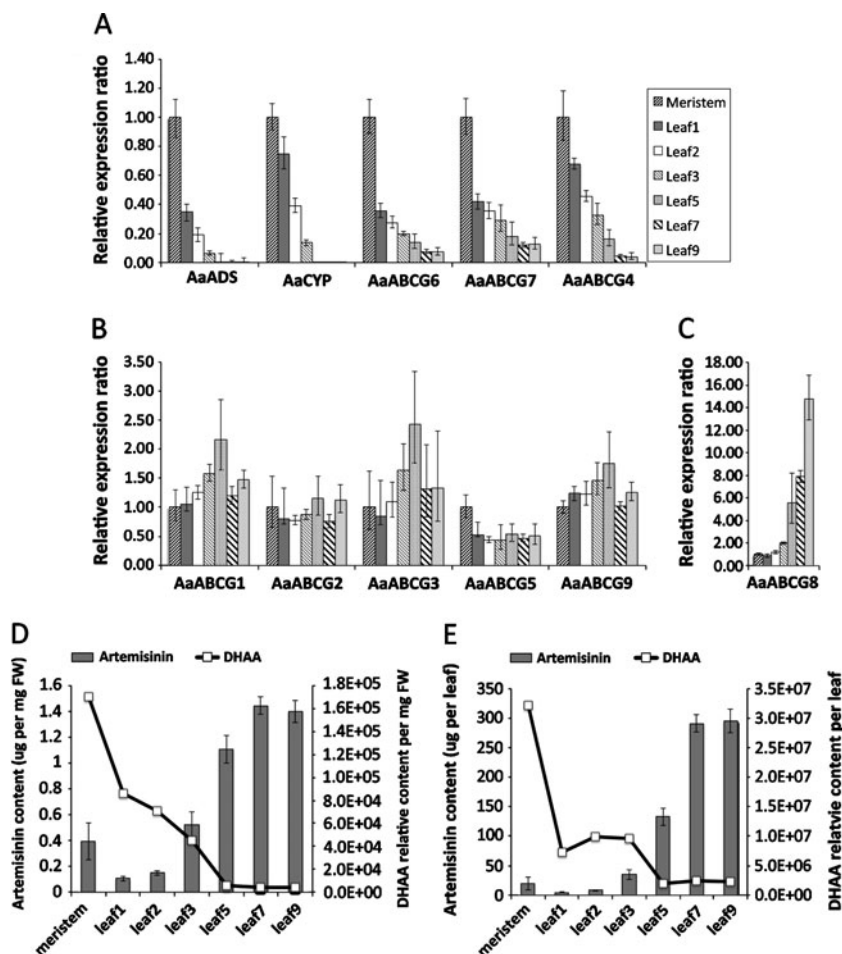 A
Relative expression ratio
1.40
1.20
1.00
0.80
0.60
0.40
0.20
0.00
AaADS AaCYP AaABCG6 AaABCG7 AaABCG4
Meristem
Leaf1
Leaf2
Leaf3
Leaf5
Leaf7
Leaf9
B
Relative expression ratio
3.50
3.00
2.50
2.00
1.50
1.00
0.50
0.00
AaABCG1 AaABCG2 AaABCG3 AaABCG5 AaABCG9
C
Relative expression ratio
18.00
16.00
14.00
12.00
10.00
8.00
6.00
4.00
2.00
0.00
AaABCG8
D
Artemisinin DHAA
Artemisinin content (ug per mg FW)
1.6
1.4
1.2
1
0.8
0.6
0.4
0.2
0
1.8E+05
1.6E+05
1.4E+05
1.2E+05
1.0E+05
8.0E+04
6.0E+04
4.0E+04
2.0E+04
0.0E+00
DHAA relative content per mg FW
meristem leaf1 leaf2 leaf3 leaf5 leaf7 leaf9
E
Artemisinin DHAA
Artemisinin content (ug per leaf)
350
300
250
200
150
100
50
0
3.5E+07
3.0E+07
2.5E+07
2.0E+07
1.5E+07
1.0E+07
5.0E+06
0.0E+00
DHAA relatvie content per leaf
meristem leaf1 leaf2 leaf3 leaf5 leaf7 leaf9